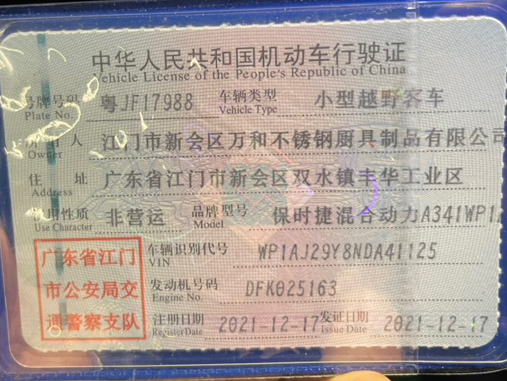 中华人民共和国机动车行驶证
Vehicle License of the People's Republic of China
号牌号码 粤JF17988 车辆类型 小型越野客车
Plate No. Vehicle Type
人 江门市新会区万和不锈钢厨具制品有限公司
Owner
住 址 广东省江门市新会区双水镇丰华工业区
Address
用性质 非营运 品牌型号 保时捷混合动力A341WP1
Use Character Model
广东省江门
市公安局交
通警察支队
车辆识别代号 WP1AJ29Y8NDA41125
VIN
发动机号码 DFK025163
Engine No.
注册日期 2021-12-17 发证日期 2021-12-17
Register Date Issue Date